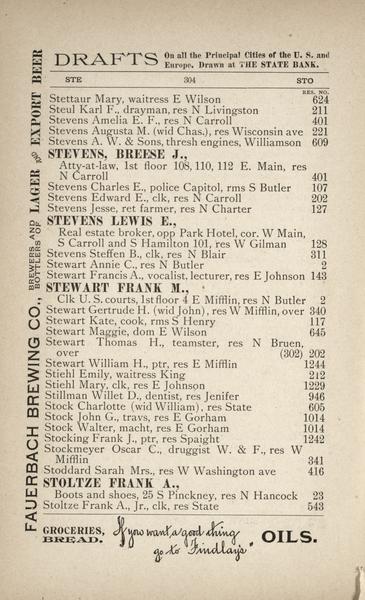 DRAFTS On all the Principal Cities of the U. S. and
Europe. Drawn at THE STATE BANK.
STE 304 STO
RES. NO.
Stettaur Mary, waitress E Wilson 624
Steul Karl F., drayman, res N Livingston 211
Stevens Amelia E. F., res N Carroll 401
Stevens Augusta M. (wid Chas.), res Wisconsin ave 221
Stevens A. W. & Sons, thresh engines, Williamson 609
STEVENS, BREESE J.,
Atty-at-law, 1st floor 108, 110, 112 E. Main, res
N Carroll 401
Stevens Charles E., police Capitol, rms S Butler 107
Stevens Edward E., clk, res N Carroll 202
Stevens Jesse, ret farmer, res N Charter 127
STEVENS LEWIS E.,
Real estate broker, opp Park Hotel, cor. W Main,
S Carroll and S Hamilton 101, res W Gilman 128
Stevens Steffen B., clk, res N Blair 311
Stewart Annie C., res N Butler 2
Stewart Francis A., vocalist, lecturer, res E Johnson 143
STEWART FRANK M.,
Clk U. S. courts, 1st floor 4 E Mifflin, res N Butler 2
Stewart Gertrude H. (wid John), res W Mifflin, over 340
Stewart Kate, cook, rms S Henry 117
Stewart Maggie, dom E Wilson 645
Stewart Thomas H., teamster, res N Bruen,
over (302) 202
Stewart William H., ptr, res E Mifflin 1244
Stiehl Emily, waitress King 212
Stiehl Mary, clk, res E Johnson 1229
Stillman Willet D., dentist, res Jenifer 946
Stock Charlotte (wid William), res State 605
Stock John G., travs, res E Gorham 1014
Stock Walter, macht, res E Gorham 1014
Stocking Frank J., ptr, res Spaight 1242
Stockmeyer Oscar C., druggist W. & F., res W
Mifflin 341
Stoddard Sarah Mrs., res W Washington ave 416
STOLTZE FRANK A.,
Boots and shoes, 25 S Pinckney, res N Hancock 23
Stoltze Frank A., Jr., clk, res State 543
FAUERBACH BREWING CO., BREWERS AND BOTTLERS OF LAGER AND EXPORT BEER
GROCERIES,
BREAD.
If you want a good thing
go to Findlay's"
OILS.